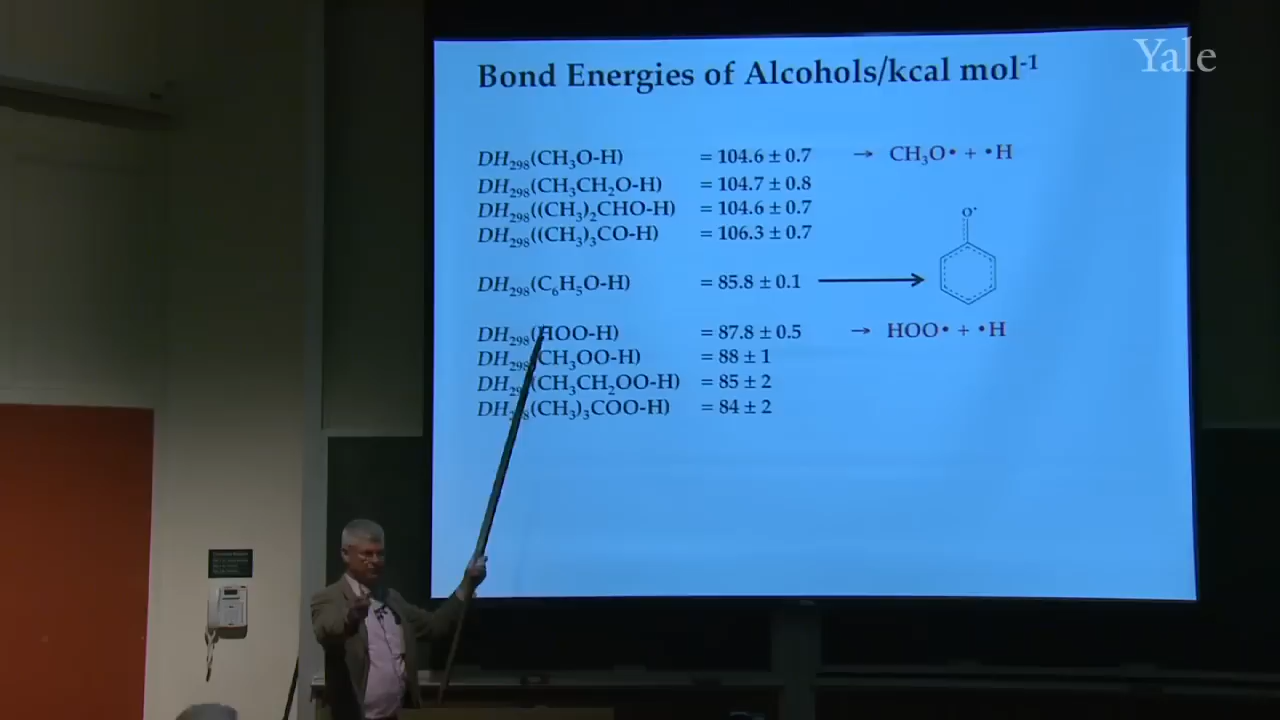 Yale
Bond Energies of Alcohols/kcal mol⁻¹
DH₂₉₈(CH₃O-H) = 104.6 ± 0.7 → CH₃O• + •H
DH₂₉₈(CH₃CH₂O-H) = 104.7 ± 0.8
DH₂₉₈((CH₃)₂CHO-H) = 104.6 ± 0.7
DH₂₉₈((CH₃)₃CO-H) = 106.3 ± 0.7
O•
DH₂₉₈(C₆H₅O-H) = 85.8 ± 0.1
DH₂₉₈(HOO-H) = 87.8 ± 0.5 → HOO• + •H
DH₂₉₈(CH₃OO-H) = 88 ± 1
DH₂₉₈(CH₃CH₂OO-H) = 85 ± 2
DH₂₉₈(CH₃)₃COO-H) = 84 ± 2